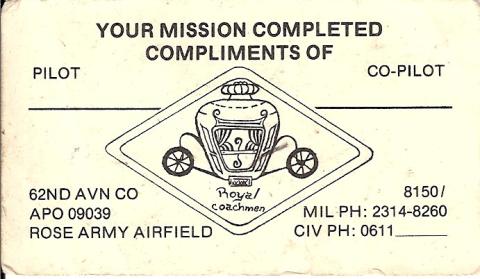 YOUR MISSION COMPLETED
COMPLIMENTS OF
PILOT CO-PILOT
Royal
Coachmen
62ND AVN CO 8150/
APO 09039 MIL PH: 2314-8260
ROSE ARMY AIRFIELD CIV PH: 0611______